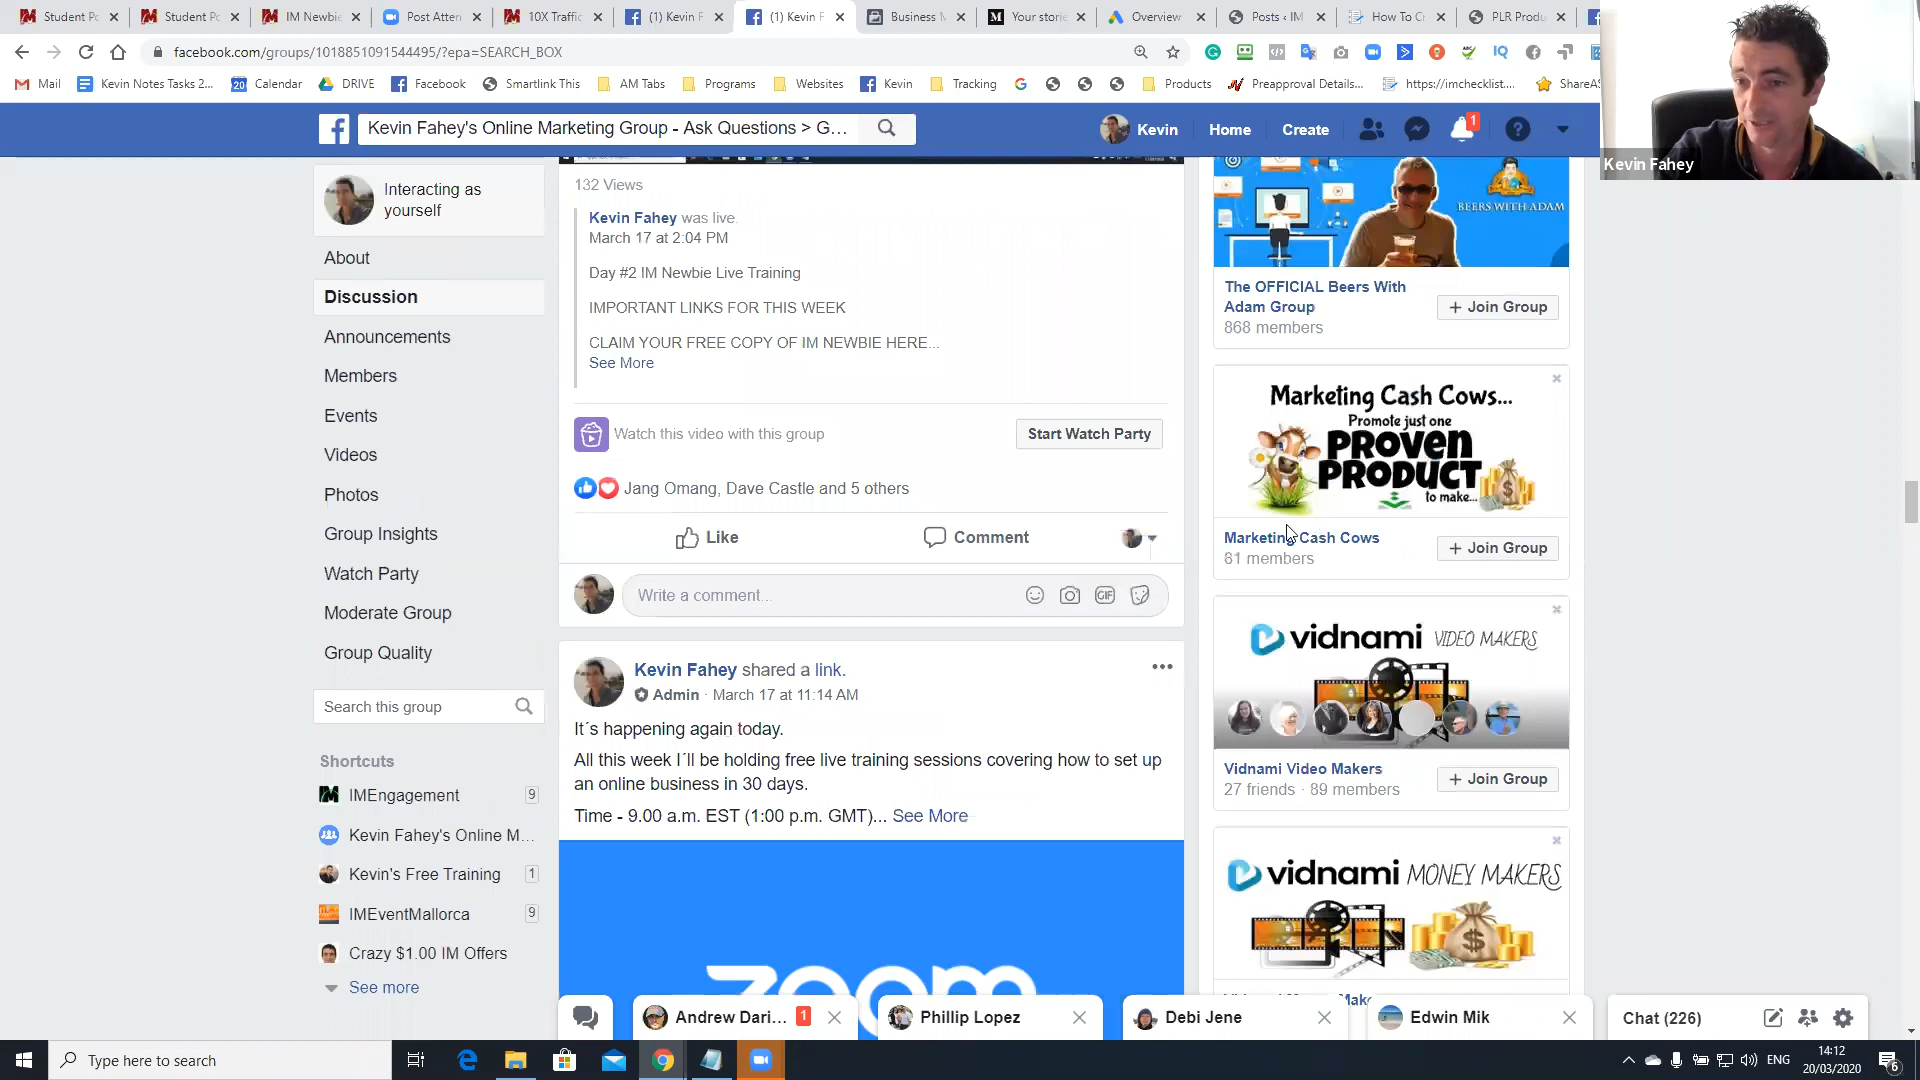 Student Po
Student Po
IM Newbie
Post Atten
10X Traffic
(1) Kevin F
(1) Kevin F
Business M
Your storie
Overview
Posts ‹ IM
How To Cr
PLR Produ
facebook.com/groups/1018851091544495/?epa=SEARCH_BOX
Mail
Kevin Notes Tasks 2...
20
Calendar
DRIVE
Facebook
Smartlink This
AM Tabs
Programs
Websites
Kevin
Tracking
Products
Preapproval Details...
https://imchecklist....
ShareAS
Kevin Fahey
Kevin Fahey's Online Marketing Group - Ask Questions > G...
Kevin
Home
Create
1
Interacting as
yourself
About
Discussion
Announcements
Members
Events
Videos
Photos
Group Insights
Watch Party
Moderate Group
Group Quality
Search this group
Shortcuts
IMEngagement 9
Kevin Fahey's Online M...
Kevin's Free Training 1
IMEventMallorca 9
Crazy $1.00 IM Offers
See more
132 Views
Kevin Fahey was live.
March 17 at 2:04 PM
Day #2 IM Newbie Live Training
IMPORTANT LINKS FOR THIS WEEK
CLAIM YOUR FREE COPY OF IM NEWBIE HERE...
See More
Watch this video with this group
Start Watch Party
Jang Omang, Dave Castle and 5 others
Like
Comment
Write a comment...
GIF
Kevin Fahey shared a link.
Admin · March 17 at 11:14 AM
It´s happening again today.
All this week I´ll be holding free live training sessions covering how to set up
an online business in 30 days.
Time - 9.00 a.m. EST (1:00 p.m. GMT)... See More
zoom
BEERS WITH ADAM
The OFFICIAL Beers With
Adam Group
868 members
+ Join Group
Marketing Cash Cows...
Promote just one
PROVEN
PRODUCT
to make...
Marketing Cash Cows
81 members
+ Join Group
vidnami VIDEO MAKERS
Vidnami Video Makers
27 friends · 89 members
+ Join Group
vidnami MONEY MAKERS
Andrew Dari... 1
Phillip Lopez
Debi Jene
Edwin Mik
Chat (226)
Type here to search
ENG
14:12
20/03/2020
6